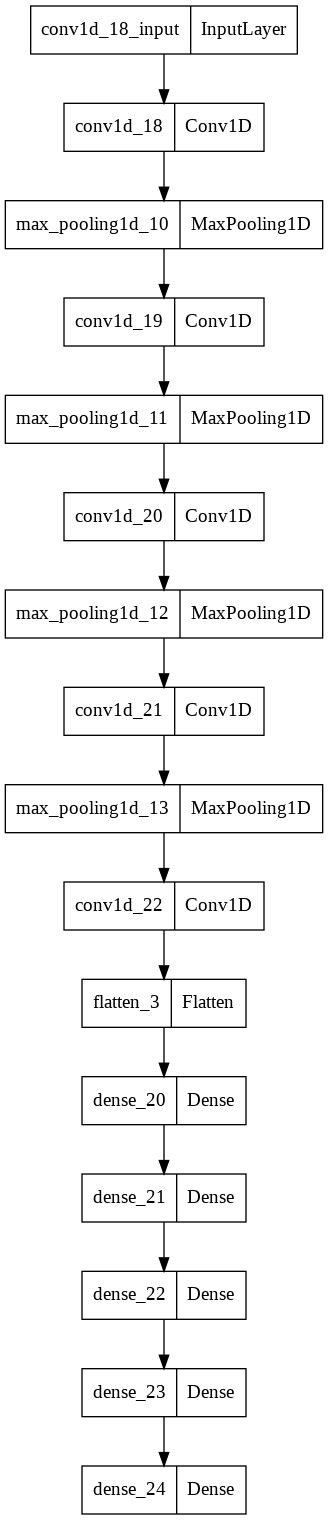 conv1d_18_input InputLayer
conv1d_18 Conv1D
max_pooling1d_10 MaxPooling1D
conv1d_19 Conv1D
max_pooling1d_11 MaxPooling1D
conv1d_20 Conv1D
max_pooling1d_12 MaxPooling1D
conv1d_21 Conv1D
max_pooling1d_13 MaxPooling1D
conv1d_22 Conv1D
flatten_3 Flatten
dense_20 Dense
dense_21 Dense
dense_22 Dense
dense_23 Dense
dense_24 Dense